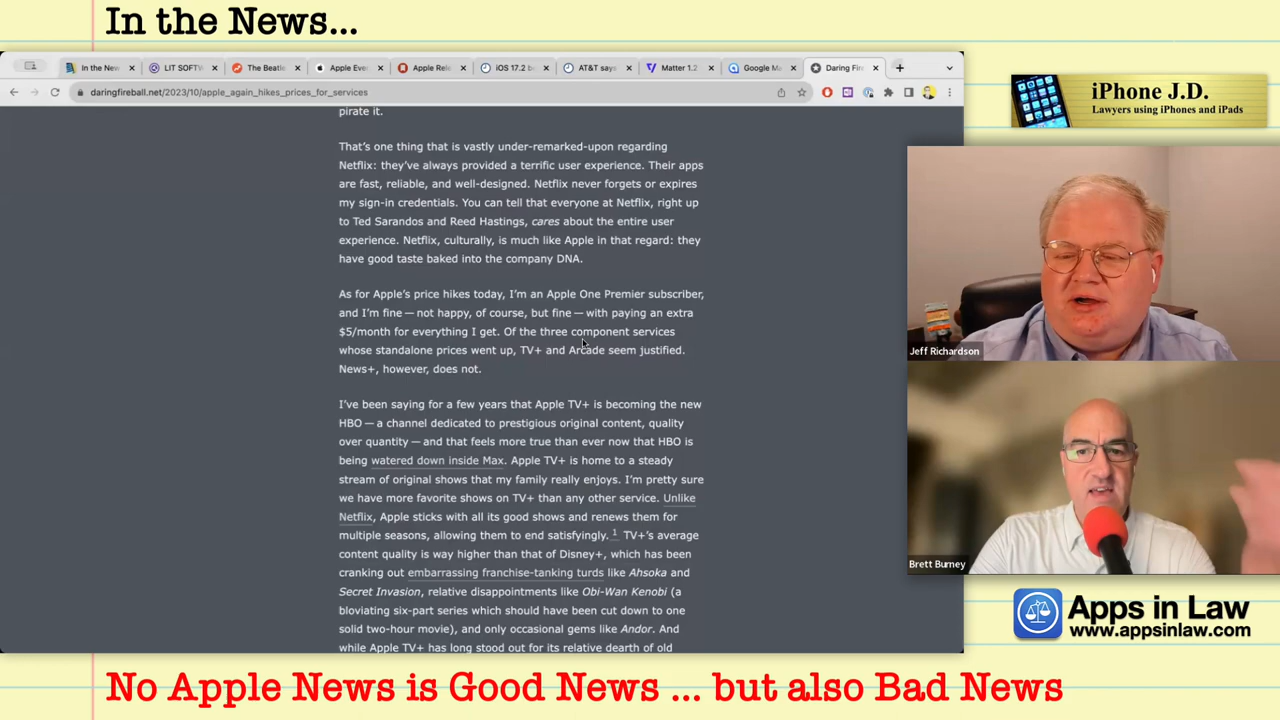 In the News...
In the New
LIT SOFTW
The Beatle
Apple Eve
Apple Rele
iOS 17.2 b
AT&T says
Matter 1.2
Google Ma
Daring Fire
daringfireball.net/2023/10/apple_again_hikes_prices_for_services
iPhone J.D.
Lawyers using iPhones and iPads
pirate it.
That's one thing that is vastly under-remarked-upon regarding
Netflix: they've always provided a terrific user experience. Their apps
are fast, reliable, and well-designed. Netflix never forgets or expires
my sign-in credentials. You can tell that everyone at Netflix, right up
to Ted Sarandos and Reed Hastings, cares about the entire user
experience. Netflix, culturally, is much like Apple in that regard: they
have good taste baked into the company DNA.
As for Apple's price hikes today, I'm an Apple One Premier subscriber,
and I'm fine — not happy, of course, but fine — with paying an extra
$5/month for everything I get. Of the three component services
whose standalone prices went up, TV+ and Arcade seem justified.
News+, however, does not.
I've been saying for a few years that Apple TV+ is becoming the new
HBO — a channel dedicated to prestigious original content, quality
over quantity — and that feels more true than ever now that HBO is
being watered down inside Max. Apple TV+ is home to a steady
stream of original shows that my family really enjoys. I'm pretty sure
we have more favorite shows on TV+ than any other service. Unlike
Netflix, Apple sticks with all its good shows and renews them for
multiple seasons, allowing them to end satisfyingly. 1 TV+'s average
content quality is way higher than that of Disney+, which has been
cranking out embarrassing franchise-tanking turds like Ahsoka and
Secret Invasion, relative disappointments like Obi-Wan Kenobi (a
bloviating six-part series which should have been cut down to one
solid two-hour movie), and only occasional gems like Andor. And
while Apple TV+ has long stood out for its relative dearth of old
Jeff Richardson
Brett Burney
Apps in Law
www.appsinlaw.com
No Apple News is Good News ... but also Bad News